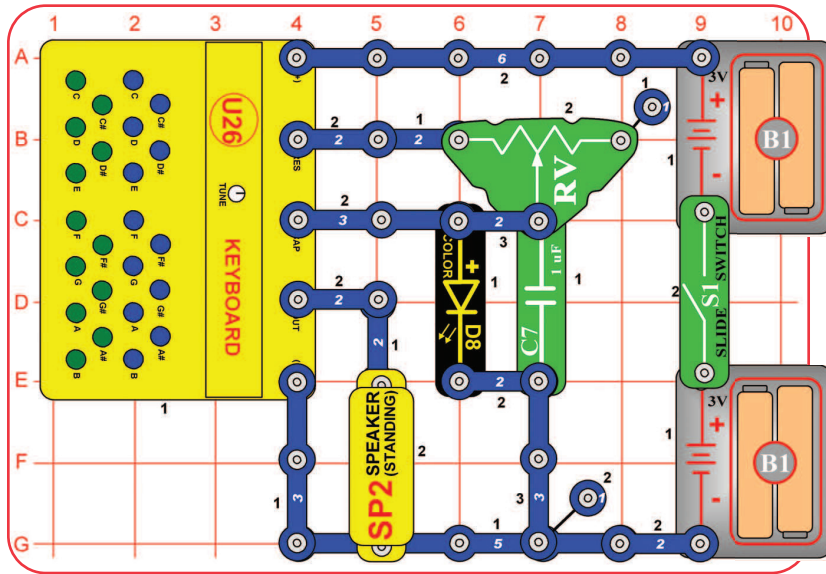 1 2 3 4 5 6 7 8 9 10
A
B
C
D
E
F
G
6
2
(+)
3V
+
-
B1
1
C
C#
D
D#
E
C
C#
D
D#
E
U26
TUNE
KEYBOARD
F
F#
G
G#
A
A#
B
F
F#
G
G#
A
A#
B
2
2
1
2
RES
2
RV
1
1
2
3
2
3
COLOR
+
D8
1
1 uF
C7
1
2
2
1
2
S1
SLIDE SWITCH
2
2
2
1
SPEAKER
(STANDING)
SP2
2
1
3
3
3
1
2
1
5
2
2
3V
+
-
B1
1